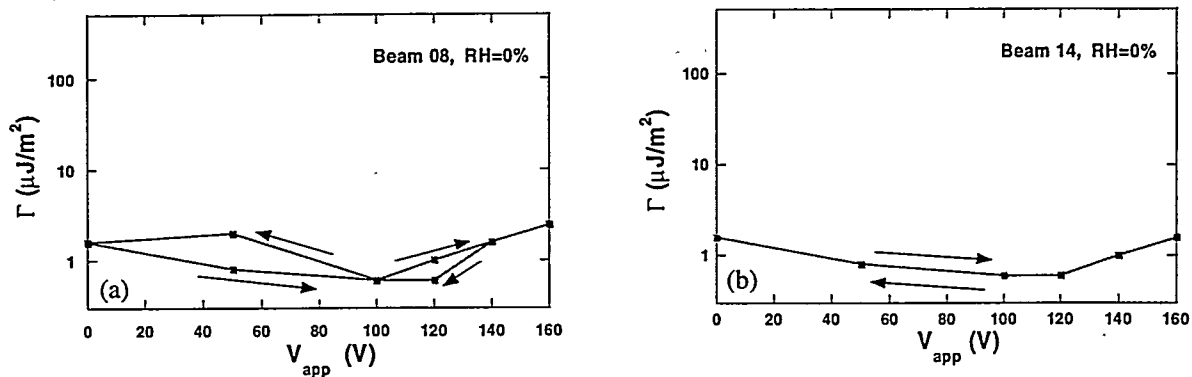 Beam 08, RH=0%
100
10
1
Γ (µJ/m²)
(a)
0 20 40 60 80 100 120 140 160
V_app (V)
Beam 14, RH=0%
100
10
1
Γ (µJ/m²)
(b)
0 20 40 60 80 100 120 140 160
V_app (V)